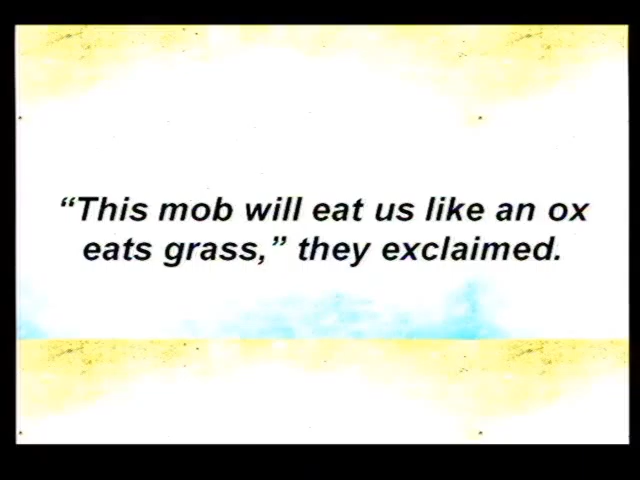 “This mob will eat us like an ox
eats grass,” they exclaimed.